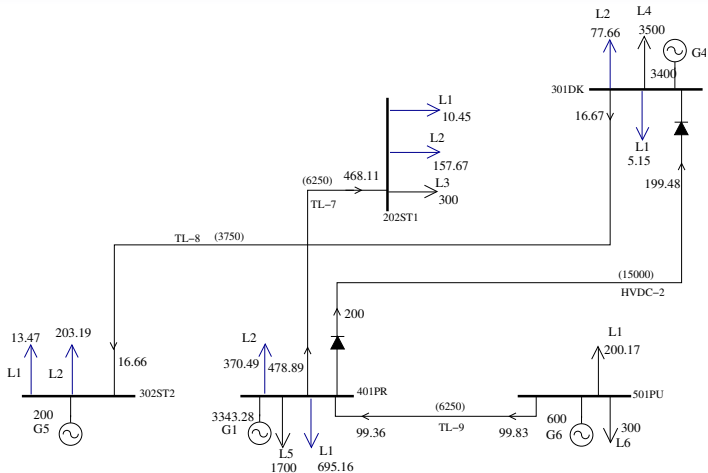 L2
77.66
L4
3500
G4
3400
301DK
16.67
L1
5.15
199.48
L1
10.45
L2
157.67
L3
300
(6250)
468.11
TL-7
202ST1
TL-8 (3750)
(15000)
HVDC-2
13.47
203.19
L1
L2
16.66
302ST2
200
G5
L2
370.49
478.89
200
401PR
3343.28
G1
L5
1700
L1
695.16
(6250)
TL-9
99.36
99.83
L1
200.17
501PU
600
G6
300
L6